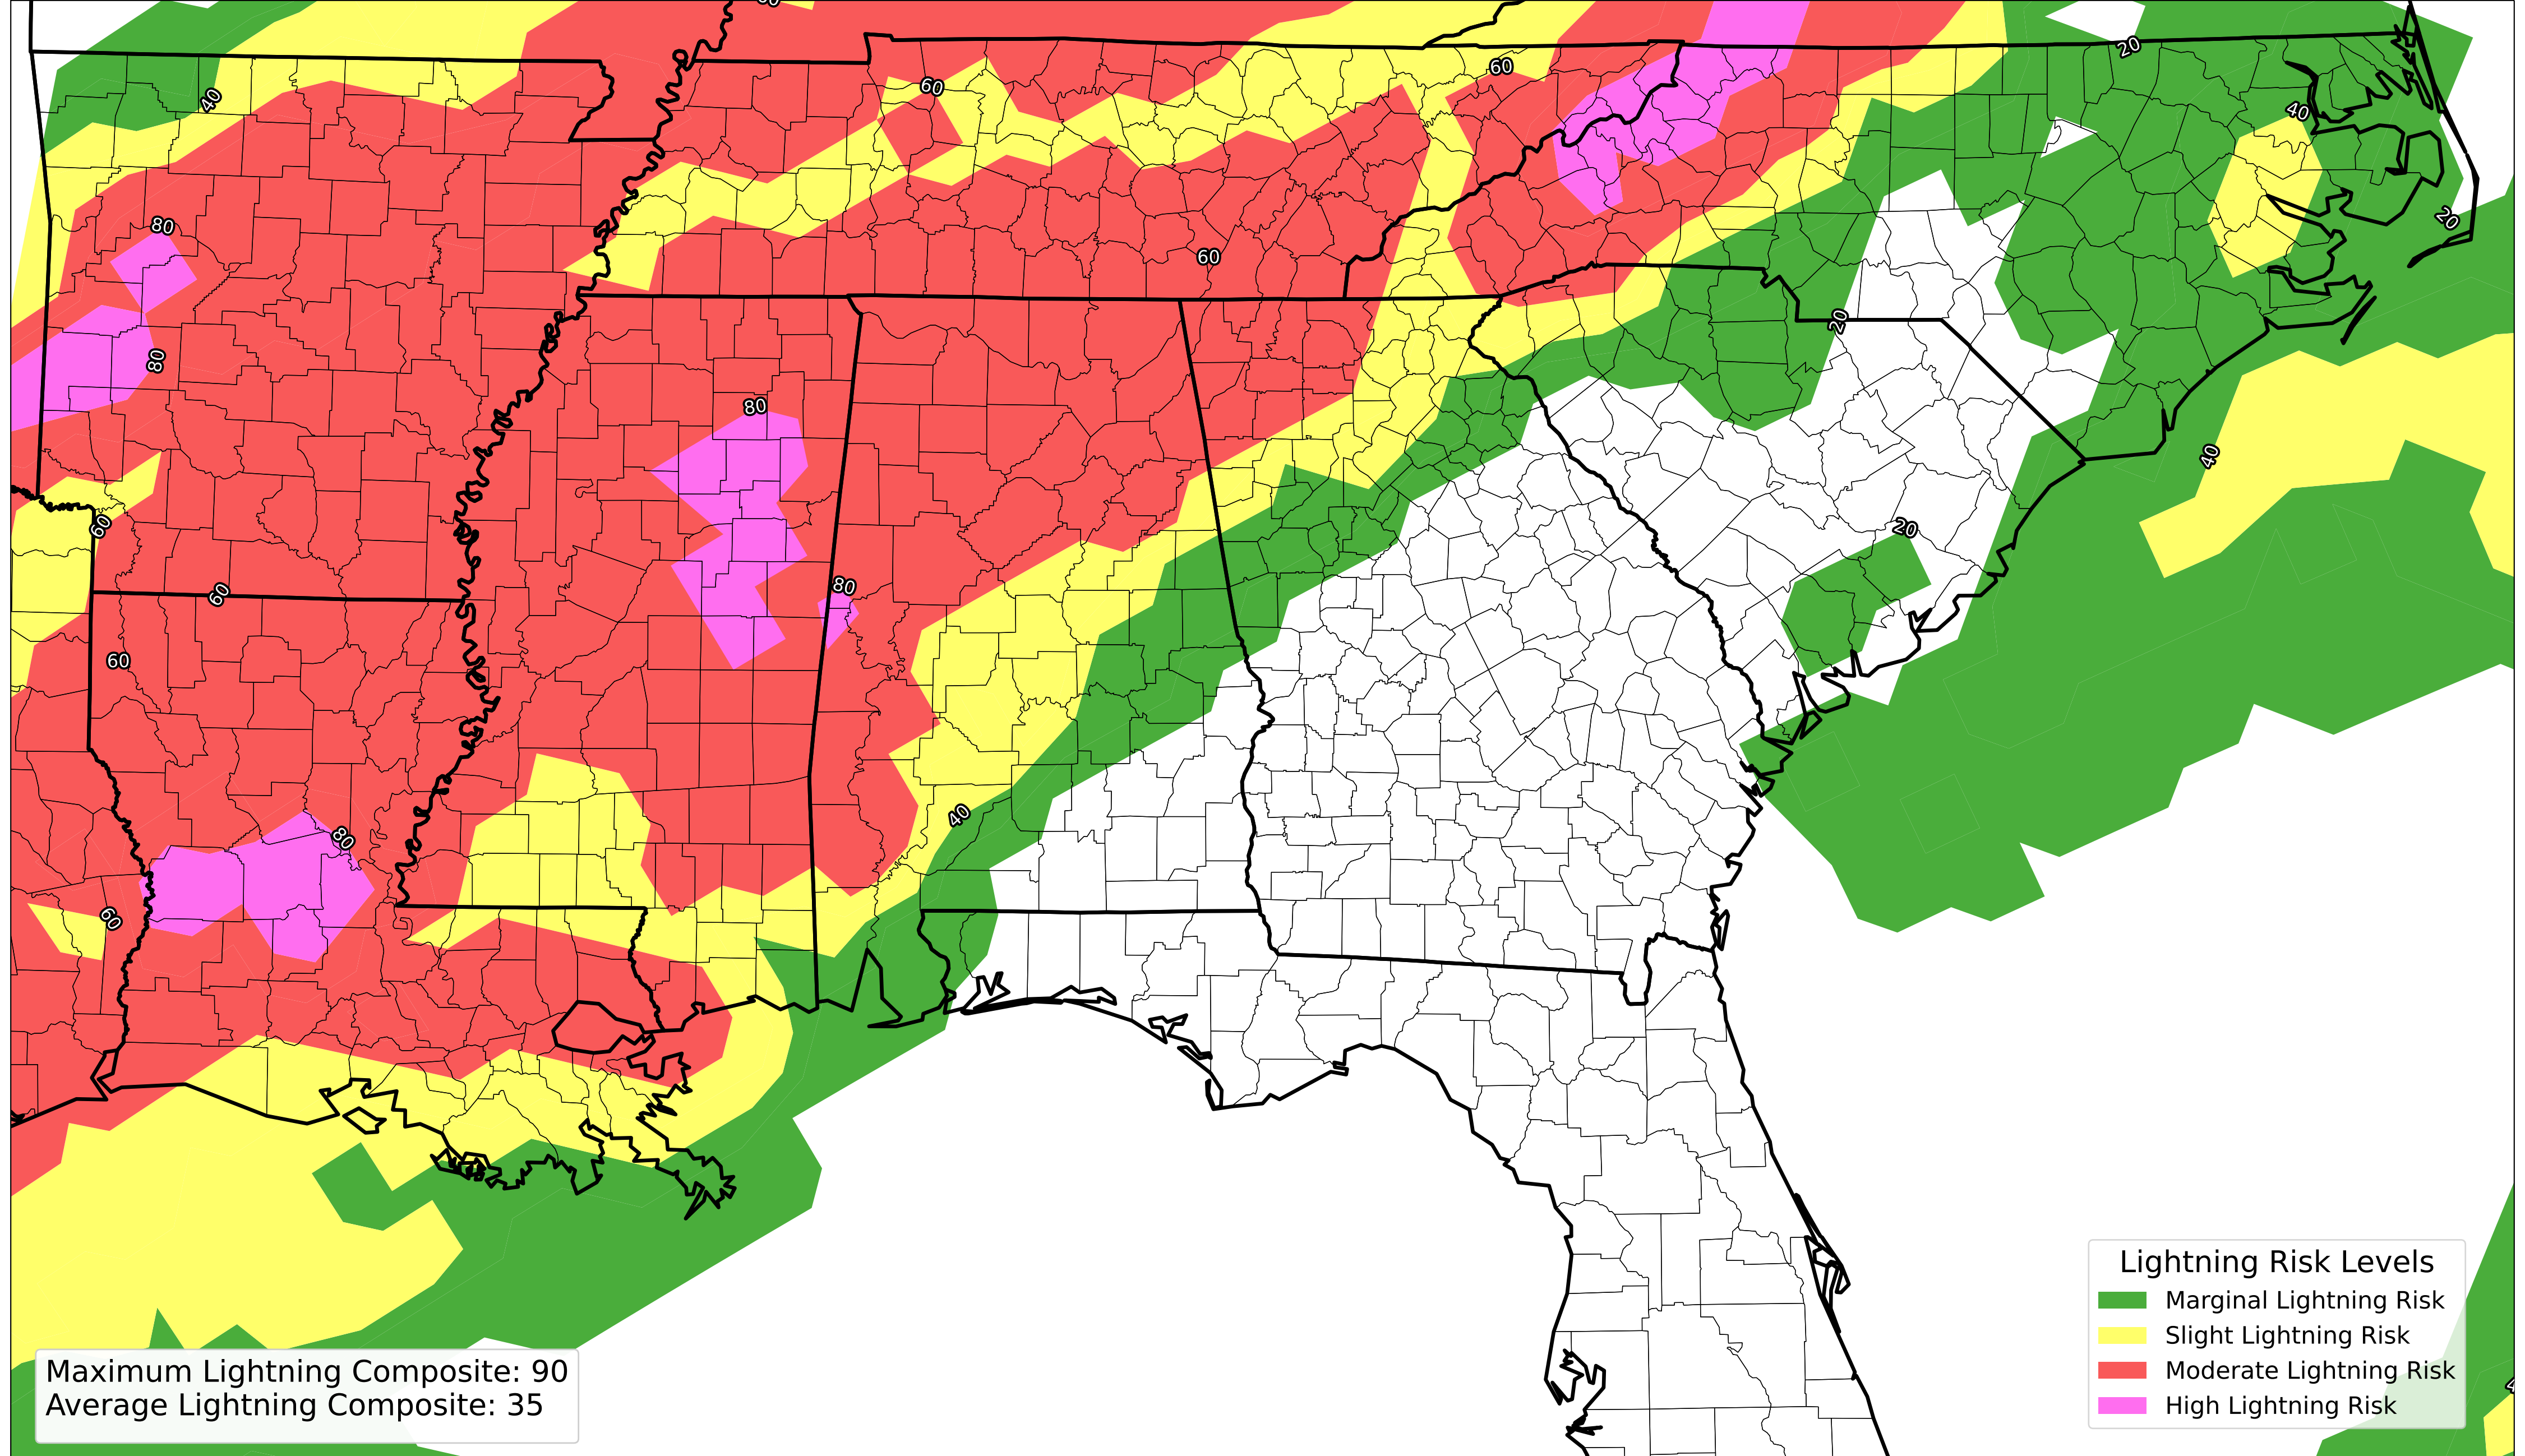 20
60
40
60
40
20
80
60
20
80
80
40
20
60
80
60
60
40
80
60
Lightning Risk Levels
Marginal Lightning Risk
Slight Lightning Risk
Moderate Lightning Risk
High Lightning Risk
Maximum Lightning Composite: 90
Average Lightning Composite: 35